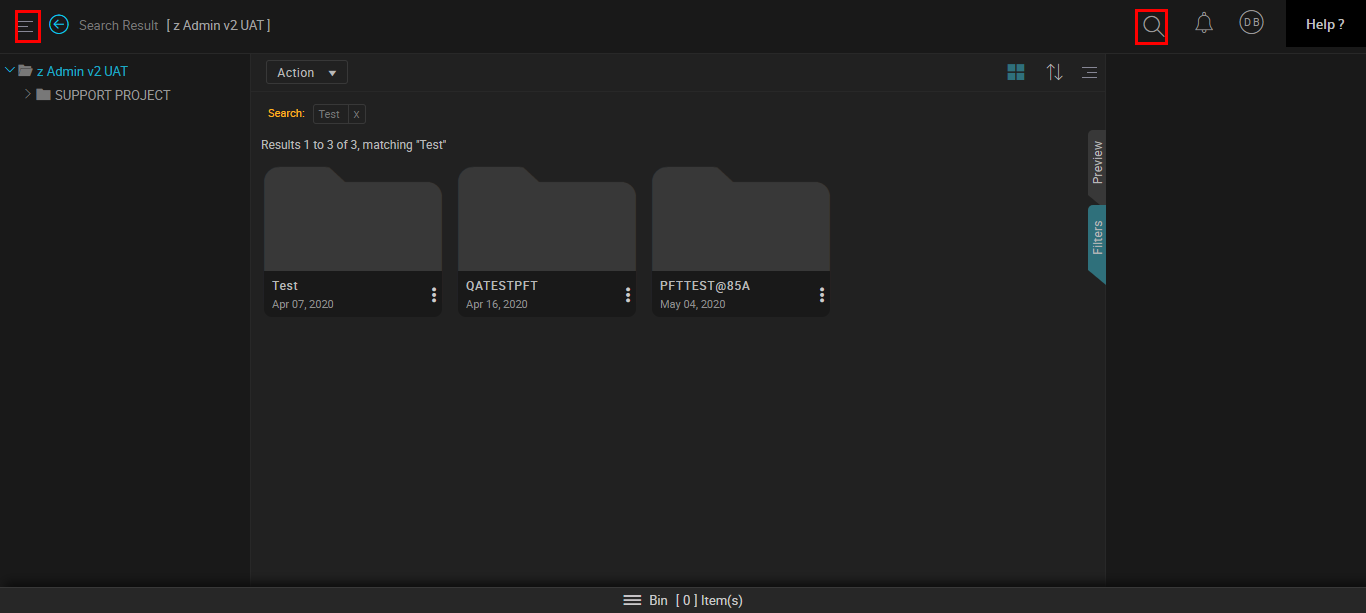 Search Result [ z Admin v2 UAT ]
D B
Help ?
z Admin v2 UAT
SUPPORT PROJECT
Action
Search: Test X
Results 1 to 3 of 3, matching "Test"
Preview
Filters
Test
Apr 07, 2020
QATESTPFT
Apr 16, 2020
PFTTEST@85A
May 04, 2020
Bin [ 0 ] Item(s)